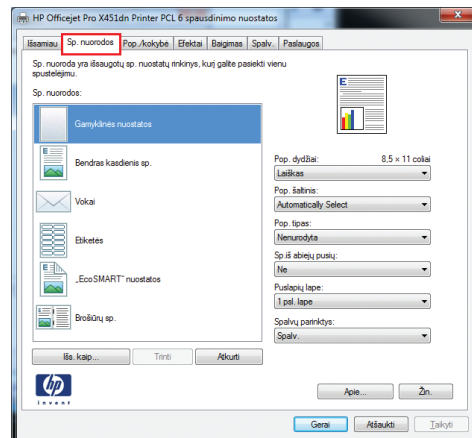 HP Officejet Pro X451dn Printer PCL 6 spausdinimo nuostatos
Išsamiau Sp. nuorodos Pop./kokybė Efektai Baigimas Spalv. Paslaugos
Sp. nuoroda yra išsaugotų sp. nuostatų rinkinys, kurį galite pasiekti vienu
spustelėjimu.
Sp. nuorodos:
Gamyklinės nuostatos
Bendras kasdienis sp.
Vokai
Etiketės
„EcoSMART“ nuostatos
Brošiūrų sp.
Išs. kaip... Trinti Atkurti
Pop. dydžiai: 8,5 × 11 coliai
Laiškas
Pop. šaltinis:
Automatically Select
Pop. tipas:
Nenurodyta
Sp.iš abiejų pusių:
Ne
Puslapių lape:
1 psl. lape
Spalvų parinktys:
Spalv.
hp
invent
Apie... Žin.
Gerai Atšaukti Taikyti